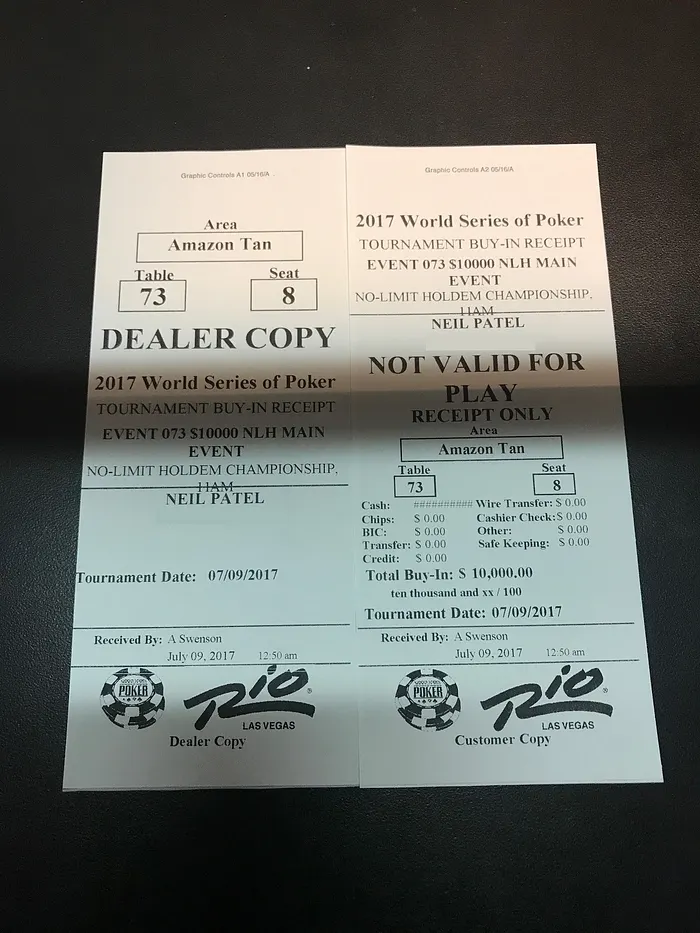 Graphic Controls A1 05/16/A
Area
Amazon Tan
Table
Seat
73
8
DEALER COPY
2017 World Series of Poker
TOURNAMENT BUY-IN RECEIPT
EVENT 073 $10000 NLH MAIN
EVENT
NO-LIMIT HOLDEM CHAMPIONSHIP,
11AM
NEIL PATEL
Tournament Date: 07/09/2017
Received By: A Swenson
July 09, 2017 12:50 am
POKER
Rio®
LAS VEGAS
Dealer Copy
Graphic Controls A2 05/16/A
2017 World Series of Poker
TOURNAMENT BUY-IN RECEIPT
EVENT 073 $10000 NLH MAIN
EVENT
NO-LIMIT HOLDEM CHAMPIONSHIP,
11AM
NEIL PATEL
NOT VALID FOR
PLAY
RECEIPT ONLY
Area
Amazon Tan
Table
Seat
73
8
Cash: ########## Wire Transfer: $ 0.00
Chips: $ 0.00 Cashier Check: $ 0.00
BIC: $ 0.00 Other: $ 0.00
Transfer: $ 0.00 Safe Keeping: $ 0.00
Credit: $ 0.00
Total Buy-In: $ 10,000.00
ten thousand and xx / 100
Tournament Date: 07/09/2017
Received By: A Swenson
July 09, 2017 12:50 am
POKER
Rio®
LAS VEGAS
Customer Copy